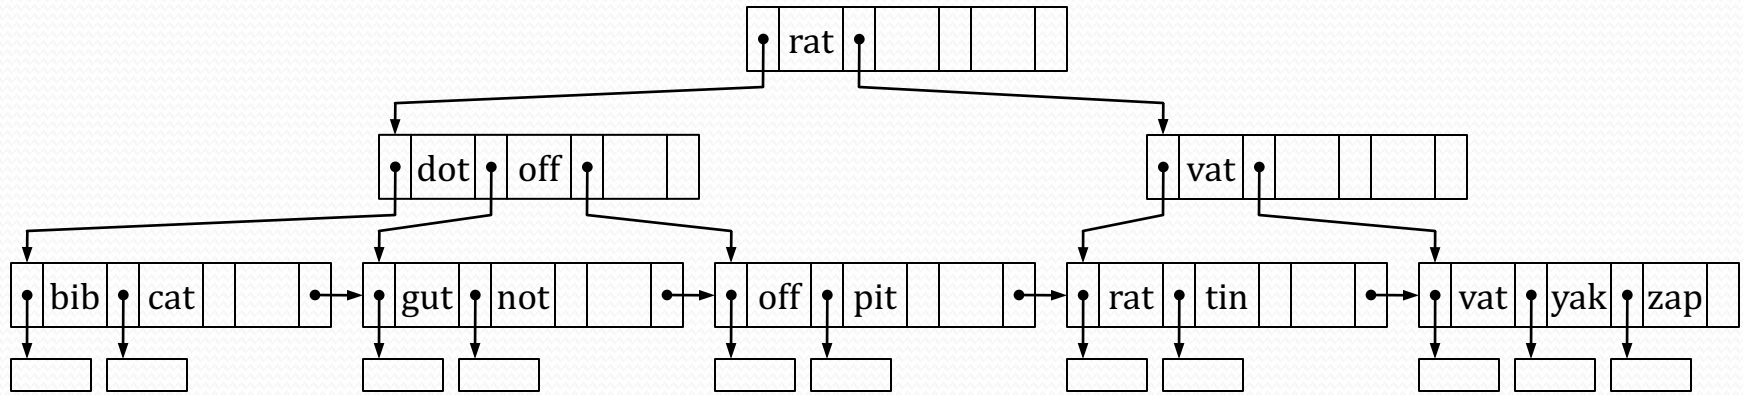 rat
dot off vat
bib cat gut not off pit rat tin vat yak zap